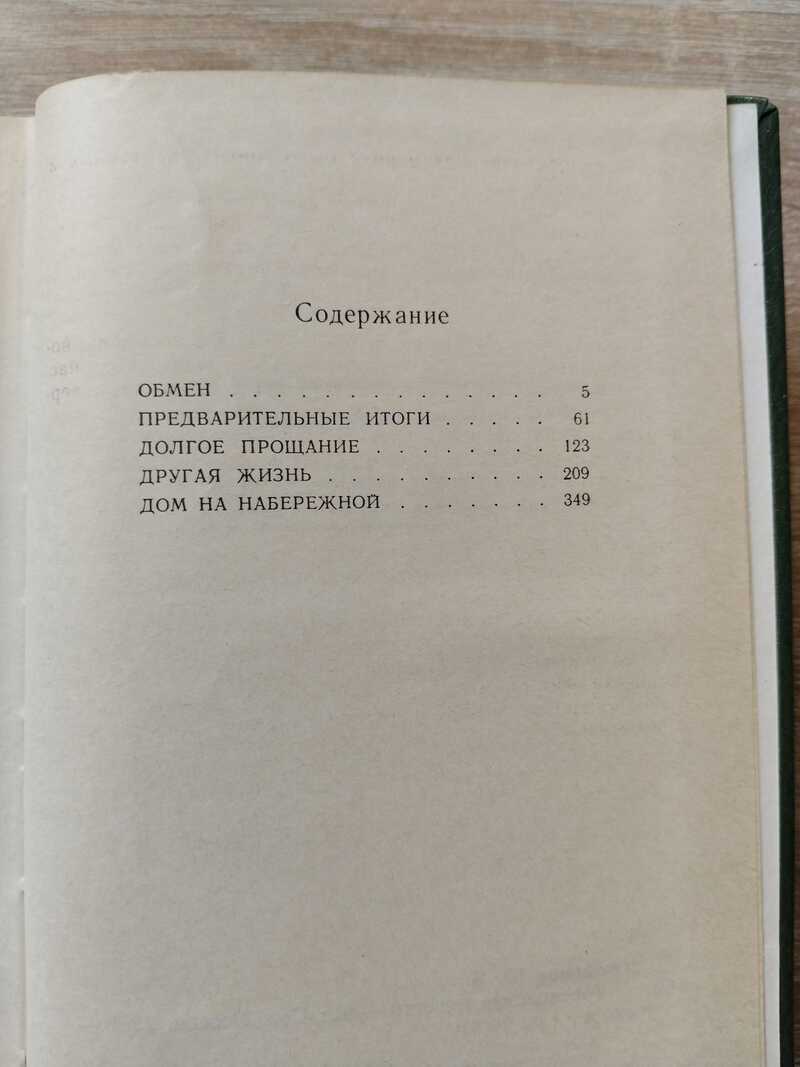 Содержание
ОБМЕН . . . . . . . . . . . . . . 5
ПРЕДВАРИТЕЛЬНЫЕ ИТОГИ . . . . . 61
ДОЛГОЕ ПРОЩАНИЕ . . . . . . . . 123
ДРУГАЯ ЖИЗНЬ . . . . . . . . . . 209
ДОМ НА НАБЕРЕЖНОЙ . . . . . . . 349